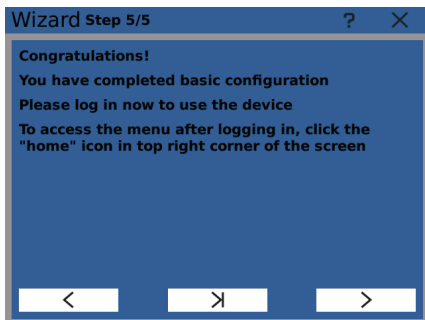 Wizard Step 5/5 ?
Congratulations!
You have completed basic configuration
Please log in now to use the device
To access the menu after logging in, click the
"home" icon in top right corner of the screen